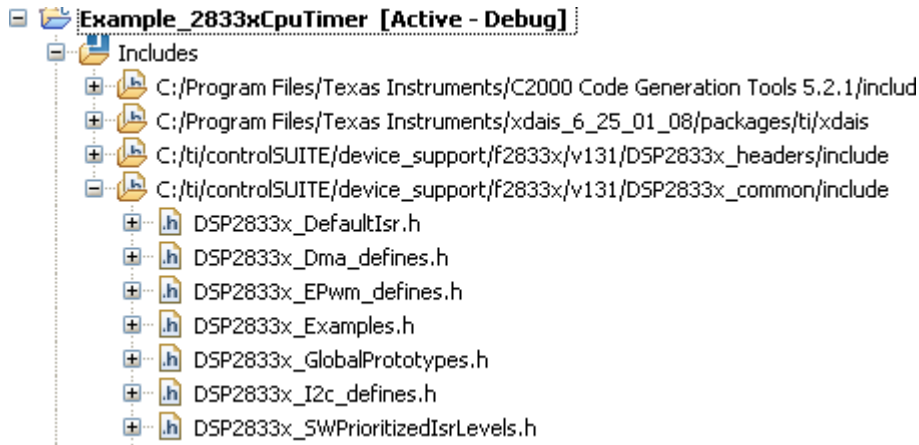 Example_2833xCpuTimer [Active - Debug]
Includes
C:/Program Files/Texas Instruments/C2000 Code Generation Tools 5.2.1/includ
C:/Program Files/Texas Instruments/xdais_6_25_01_08/packages/ti/xdais
C:/ti/controlSUITE/device_support/f2833x/v131/DSP2833x_headers/include
C:/ti/controlSUITE/device_support/f2833x/v131/DSP2833x_common/include
.h DSP2833x_DefaultIsr.h
.h DSP2833x_Dma_defines.h
.h DSP2833x_EPwm_defines.h
.h DSP2833x_Examples.h
.h DSP2833x_GlobalPrototypes.h
.h DSP2833x_I2c_defines.h
.h DSP2833x_SWPrioritizedIsrLevels.h